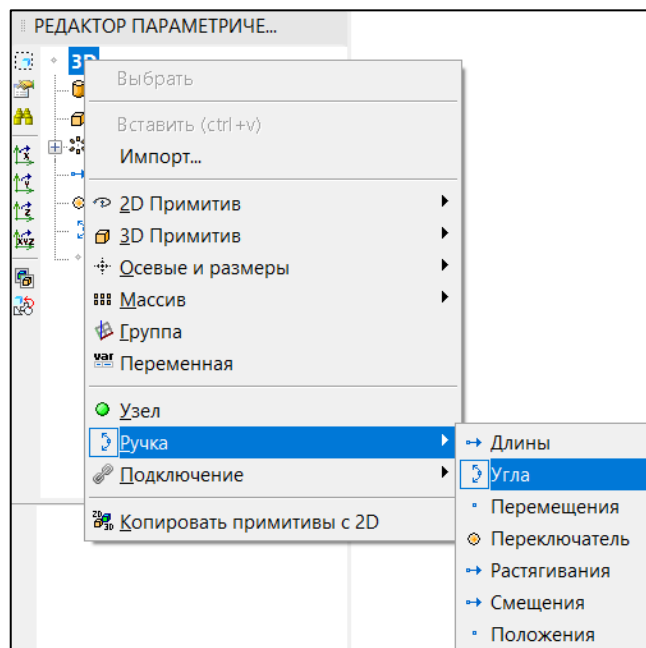 РЕДАКТОР ПАРАМЕТРИЧЕ...
3D
Выбрать
Вставить (ctrl+v)
Импорт...
2D Примитив
3D Примитив
Осевые и размеры
Массив
Группа
Переменная
Узел
Ручка
Подключение
Копировать примитивы с 2D
Длины
Угла
Перемещения
Переключатель
Растягивания
Смещения
Положения